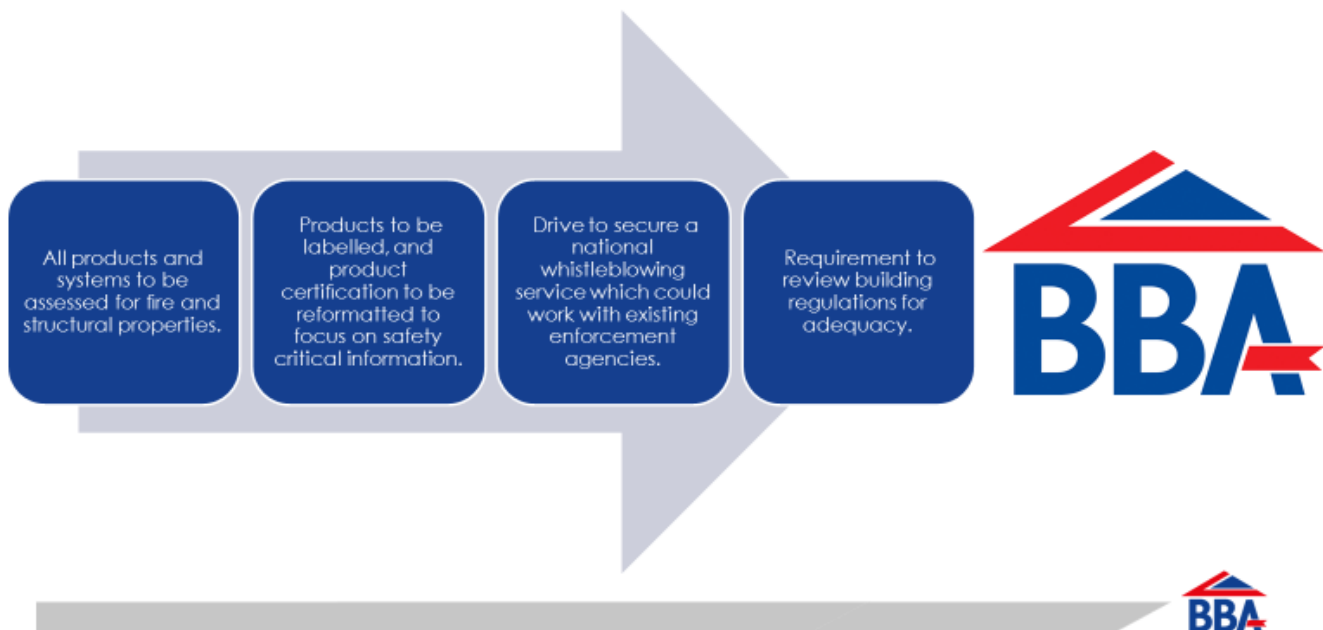 All products and
systems to be
assessed for fire and
structural properties.
Products to be
labelled, and
product
certification to be
reformatted to
focus on safety
critical information.
Drive to secure a
national
whistleblowing
service which could
work with existing
enforcement
agencies.
Requirement to
review building
regulations for
adequacy.
BBA
BBA